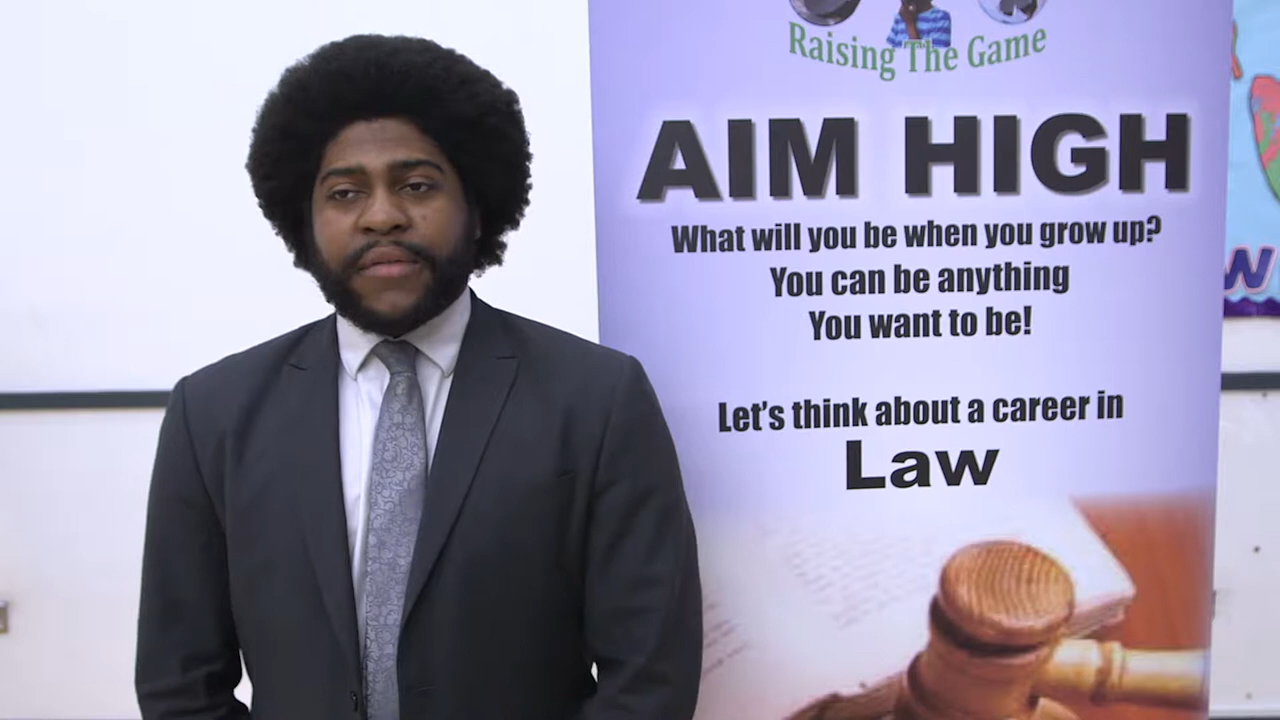 Raising The Game
AIM HIGH
What will you be when you grow up?
You can be anything
You want to be!
Let's think about a career in
Law